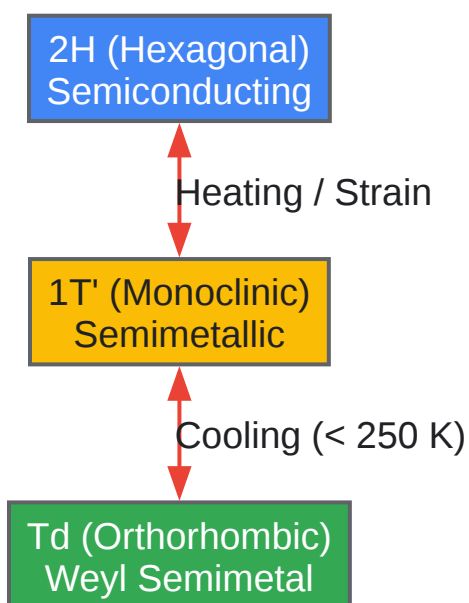 2H (Hexagonal)
Semiconducting
Heating / Strain
1T' (Monoclinic)
Semimetallic
Cooling (< 250 K)
Td (Orthorhombic)
Weyl Semimetal